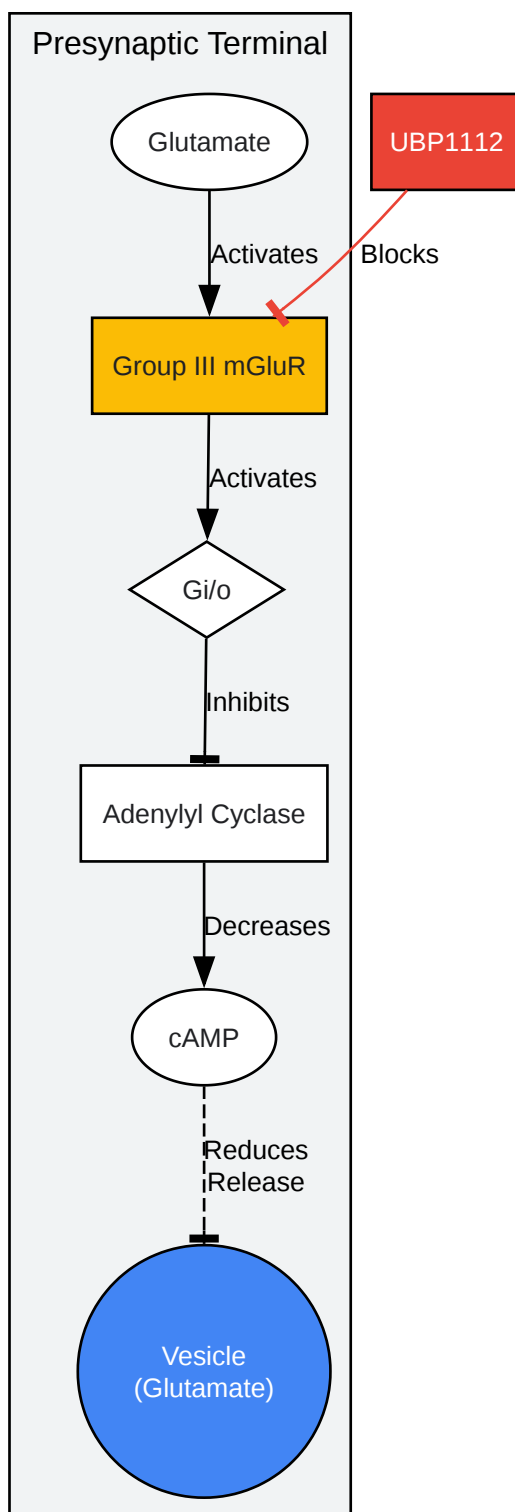 Presynaptic Terminal
Glutamate
UBP1112
Activates
Blocks
Group III mGluR
Activates
Gi/o
Inhibits
Adenylyl Cyclase
Decreases
cAMP
Reduces
Release
Vesicle
(Glutamate)